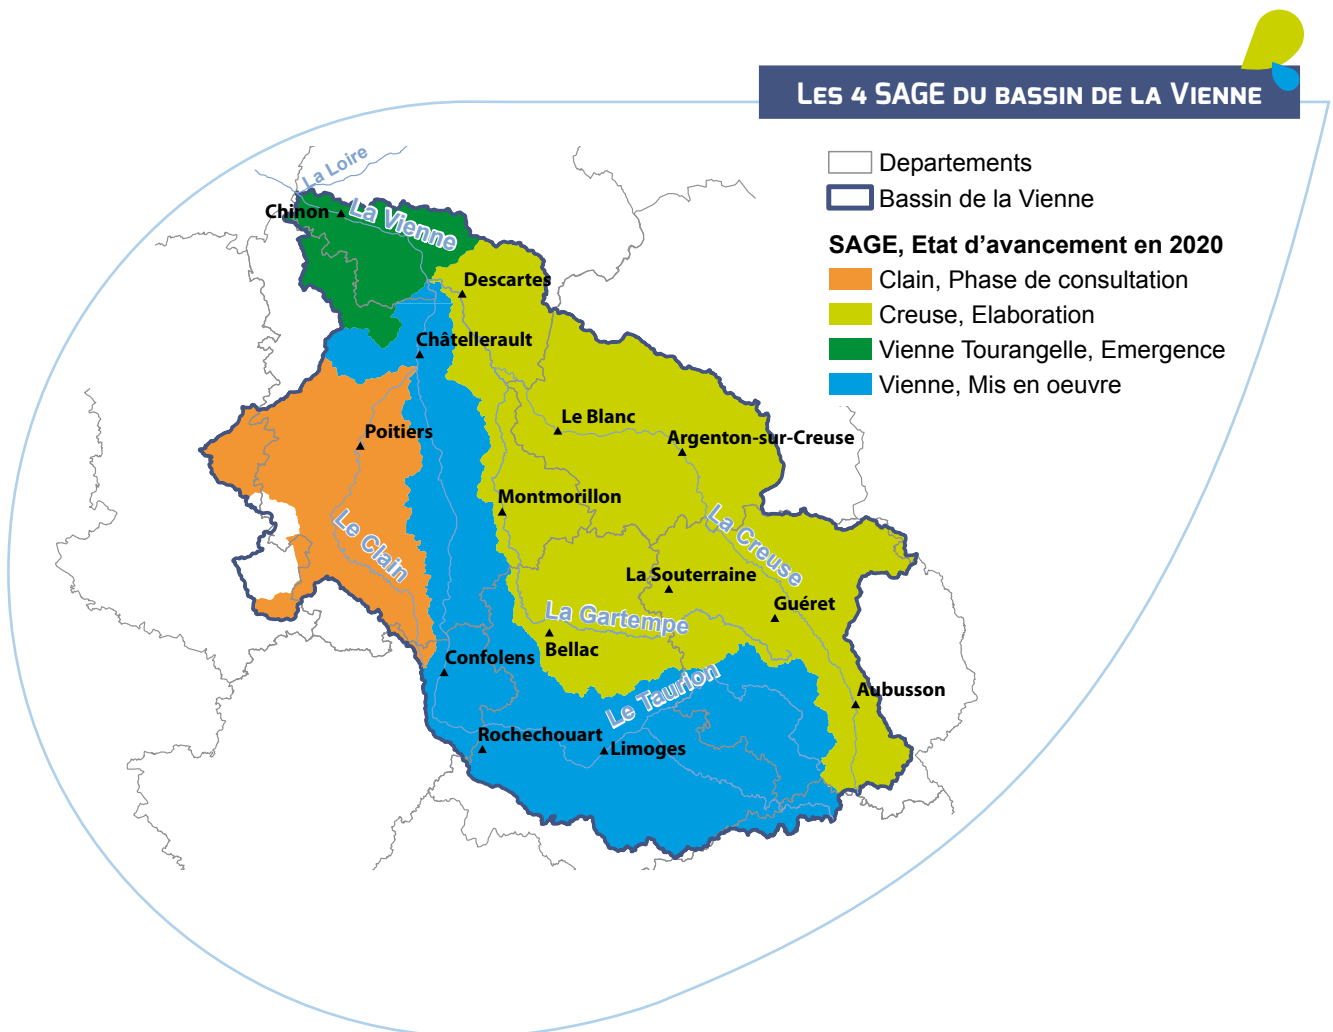 LES 4 SAGE DU BASSIN DE LA VIENNE
Departements
Bassin de la Vienne
SAGE, Etat d'avancement en 2020
Clain, Phase de consultation
Creuse, Elaboration
Vienne Tourangelle, Emergence
Vienne, Mis en oeuvre
La Loire
Chinon
La Vienne
Descartes
Châtellerault
Le Blanc
Poitiers
Argenton-sur-Creuse
Montmorillon
Le Clain
La Creuse
La Souterraine
Guéret
La Gartempe
Bellac
Confolens
Le Taurion
Aubusson
Rochechouart
Limoges